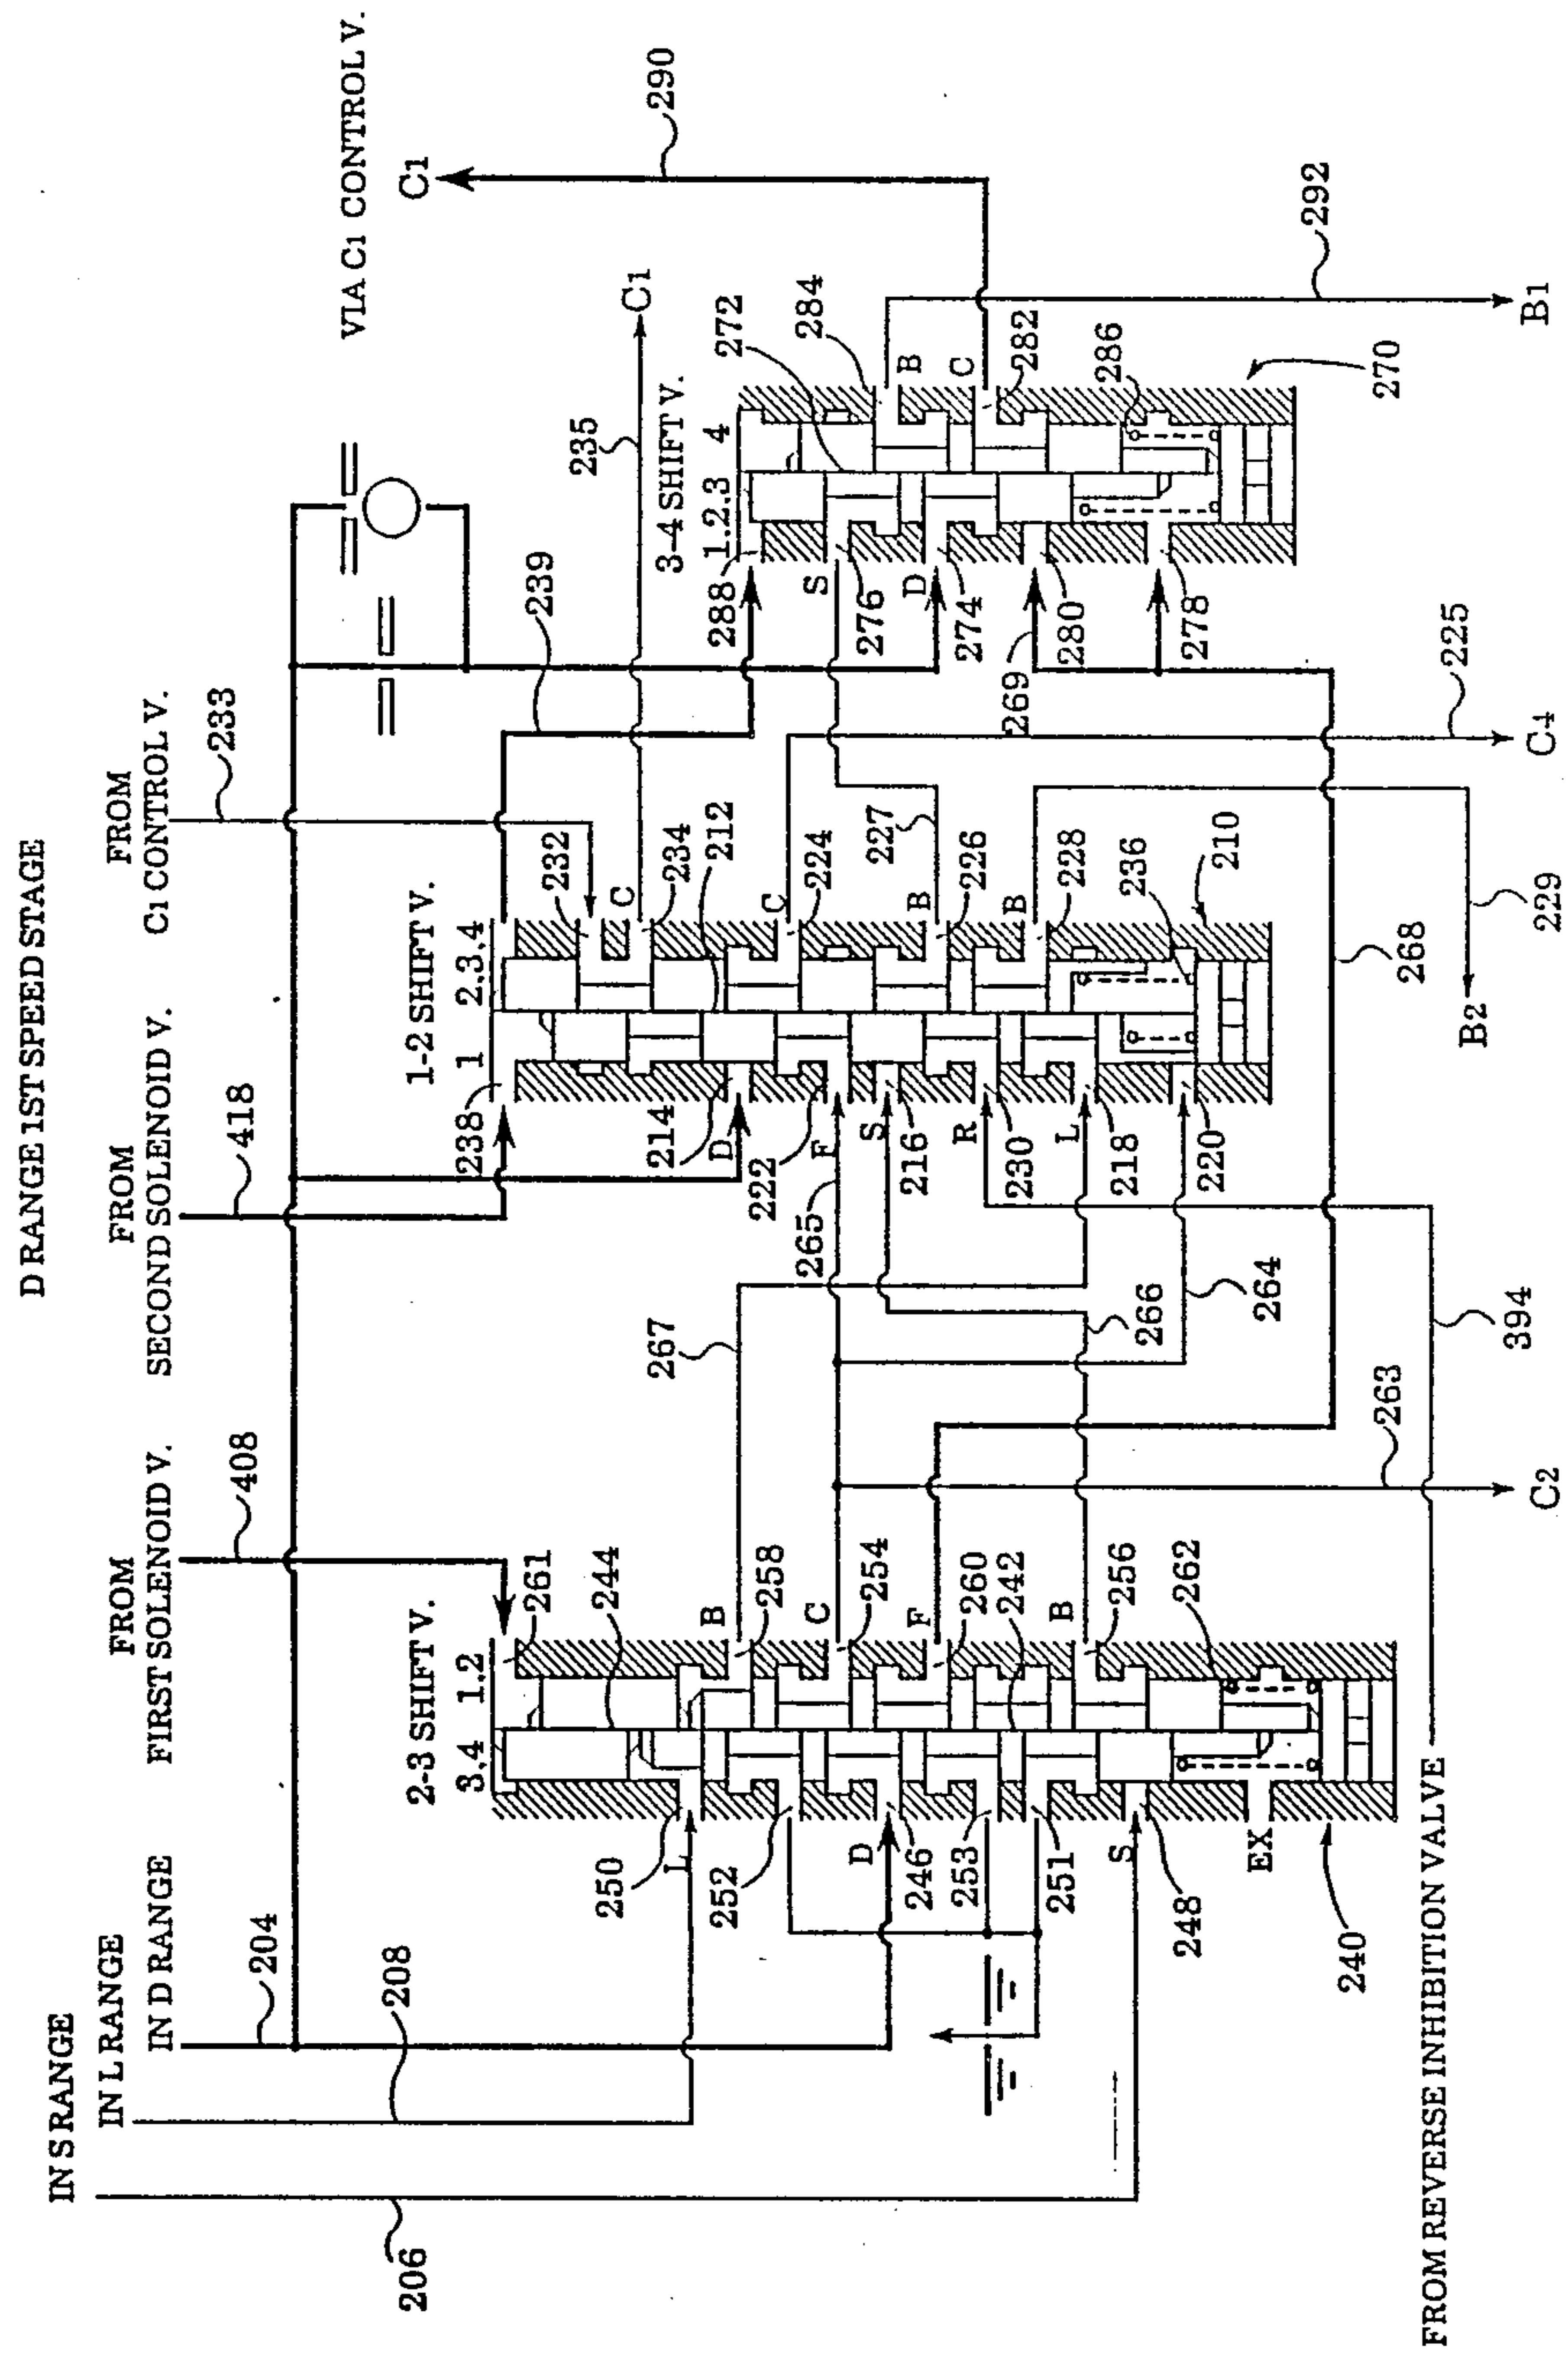 D RANGE 1ST SPEED STAGE
IN S RANGE
IN L RANGE
IN D RANGE
FROM
FIRST SOLENOID V.
FROM
SECOND SOLENOID V.
FROM
C1 CONTROL V.
VIA C1 CONTROL V.
C1
206
208
204
408
418
233
239
235
C1
290
2-3 SHIFT V.
3.4 1.2
1-2 SHIFT V.
1 2.3.4
3-4 SHIFT V.
1.2.3 4
261
244
250
L
252
D
246
253
251
S
248
EX
240
B
258
C
254
F
260
242
B
256
262
267
265
266
264
263
C2
238
214
D
222
F
S
216
R
230
L
218
220
232
C
234
212
C
224
B
226
227
B
228
236
210
229
B2
268
225
C4
394
288
S
276
D
274
269
280
278
272
284
B
C
282
286
270
292
B1
FROM REVERSE INHIBITION VALVE